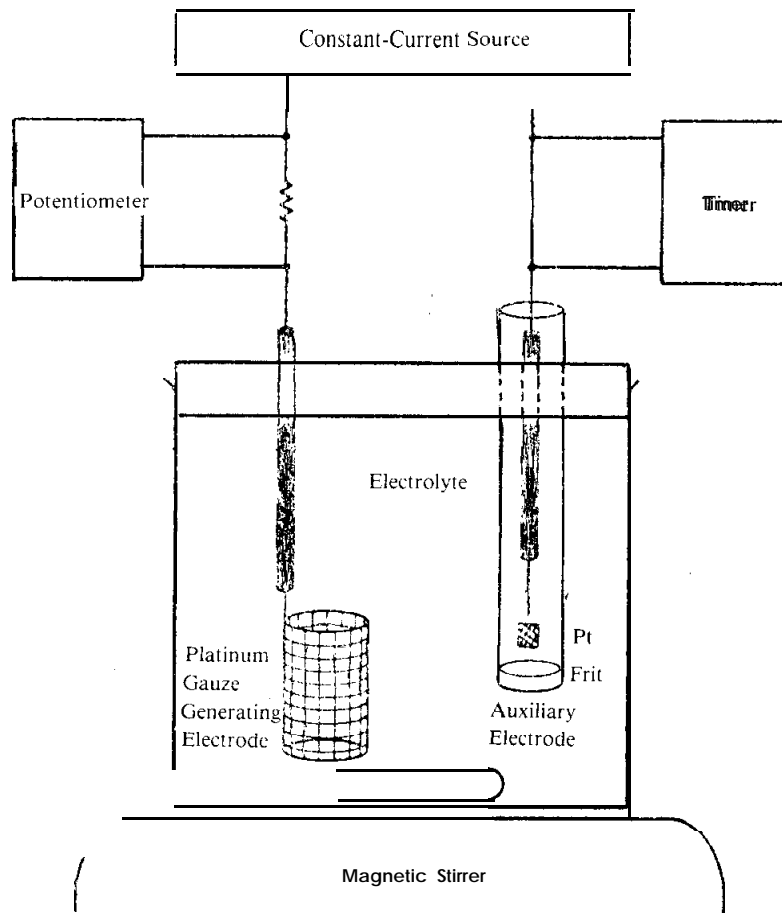 Constant-Current Source
Potentiometer
Timer
Electrolyte
Platinum
Gauze
Generating
Electrode
Pt
Frit
Auxiliary
Electrode
Magnetic Stirrer